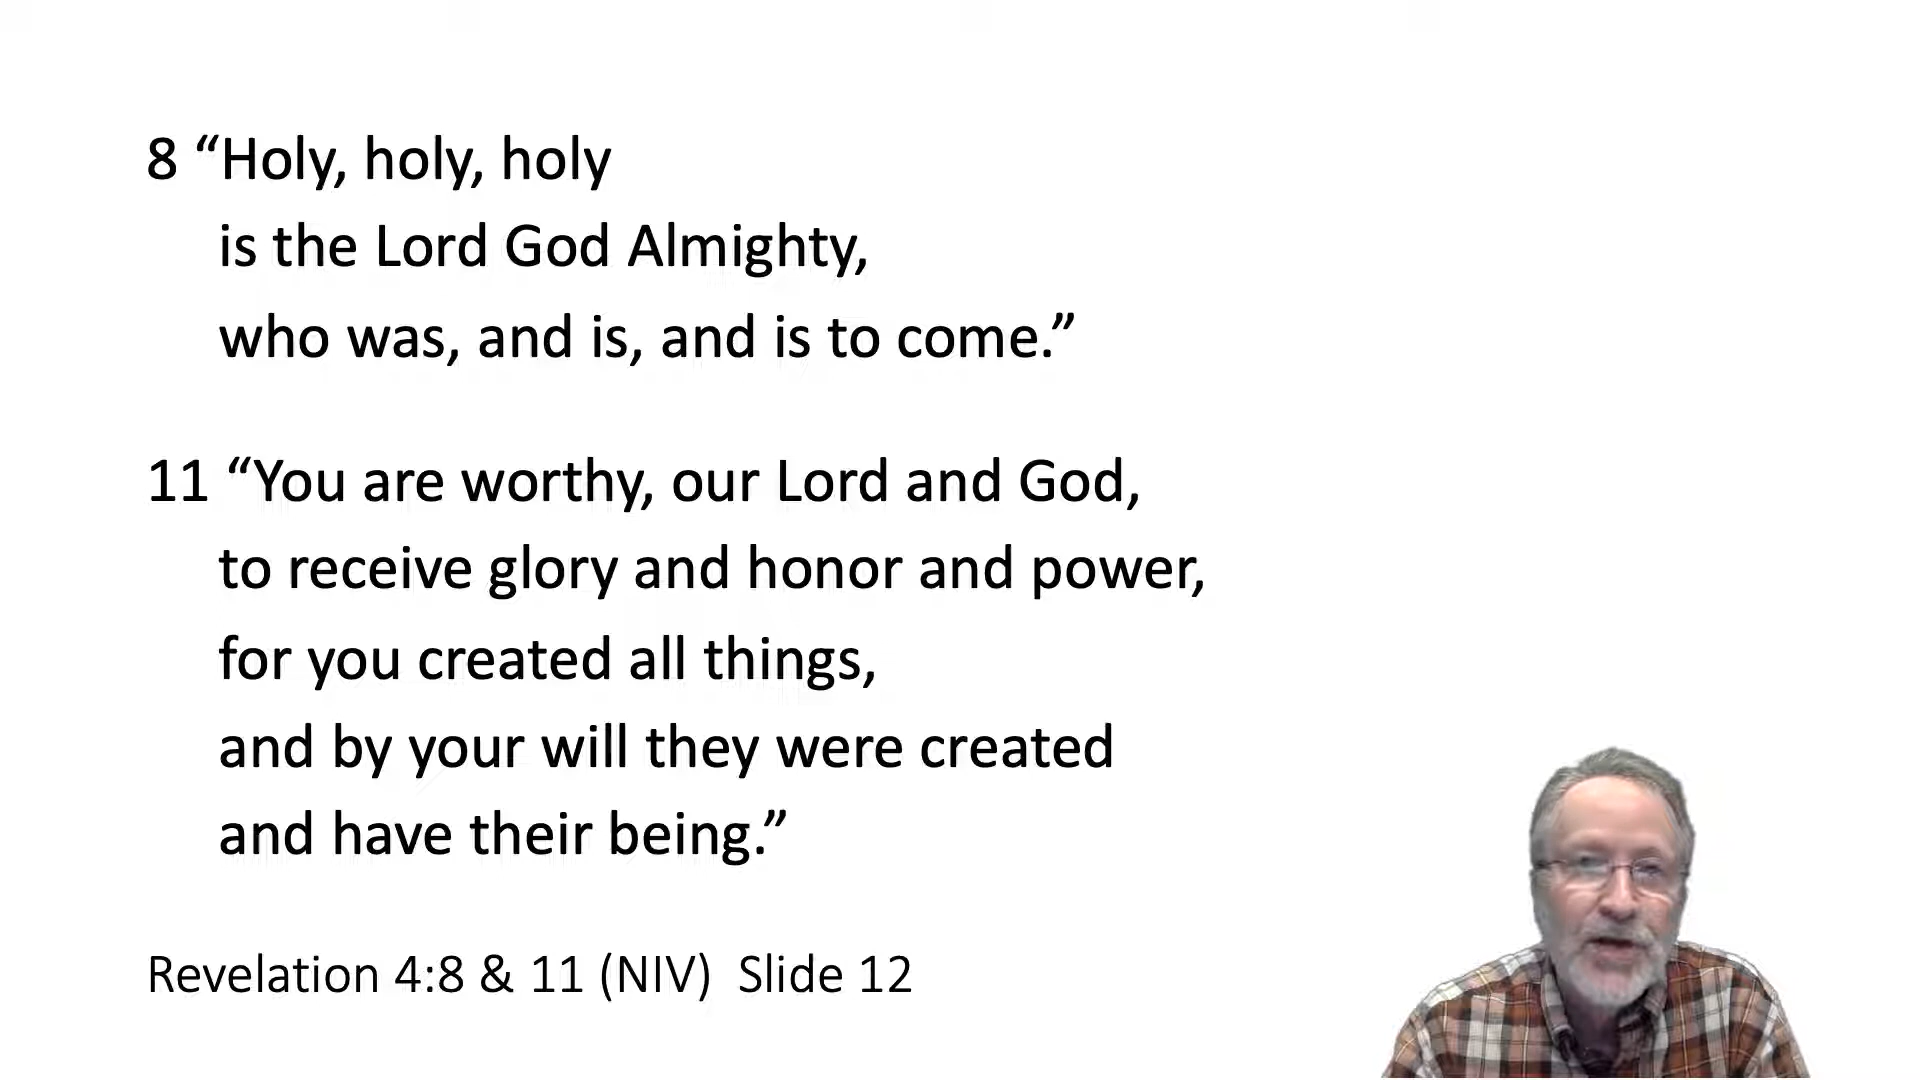 8 “Holy, holy, holy
is the Lord God Almighty,
who was, and is, and is to come.”
11 “You are worthy, our Lord and God,
to receive glory and honor and power,
for you created all things,
and by your will they were created
and have their being.”
Revelation 4:8 & 11 (NIV)  Slide 12